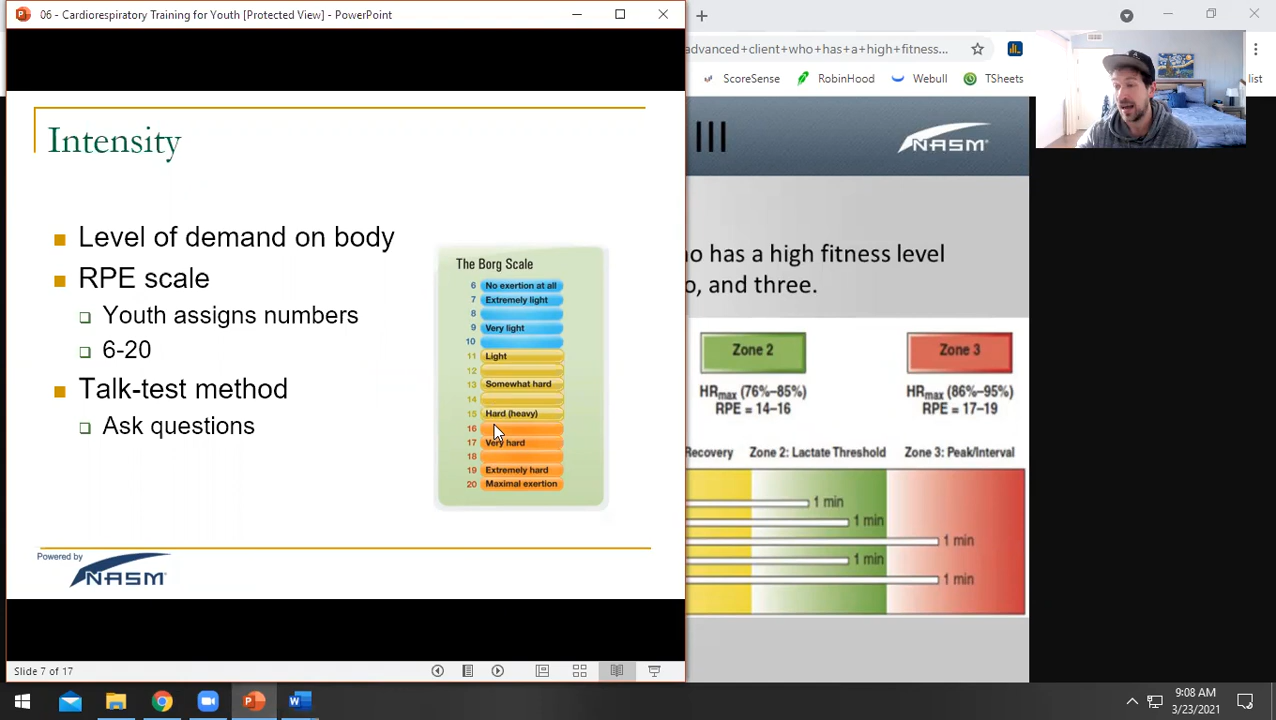 06 - Cardiorespiratory Training for Youth [Protected View] - PowerPoint
Intensity
Level of demand on body
RPE scale
Youth assigns numbers
6-20
Talk-test method
Ask questions
The Borg Scale
6 No exertion at all
7 Extremely light
8
9 Very light
10
11 Light
12
13 Somewhat hard
14
15 Hard (heavy)
16
17 Very hard
18
19 Extremely hard
20 Maximal exertion
Powered by
NASM
Slide 7 of 17
advanced+client+who+has+a+high+fitness...
ScoreSense
RobinHood
Webull
TSheets
list
III
NASM
who has a high fitness level
o, and three.
Zone 2
HRmax (76%–85%)
RPE = 14–16
Zone 3
HRmax (86%–95%)
RPE = 17–19
Recovery
Zone 2: Lactate Threshold
Zone 3: Peak/Interval
1 min
1 min
1 min
1 min
1 min
9:08 AM
3/23/2021